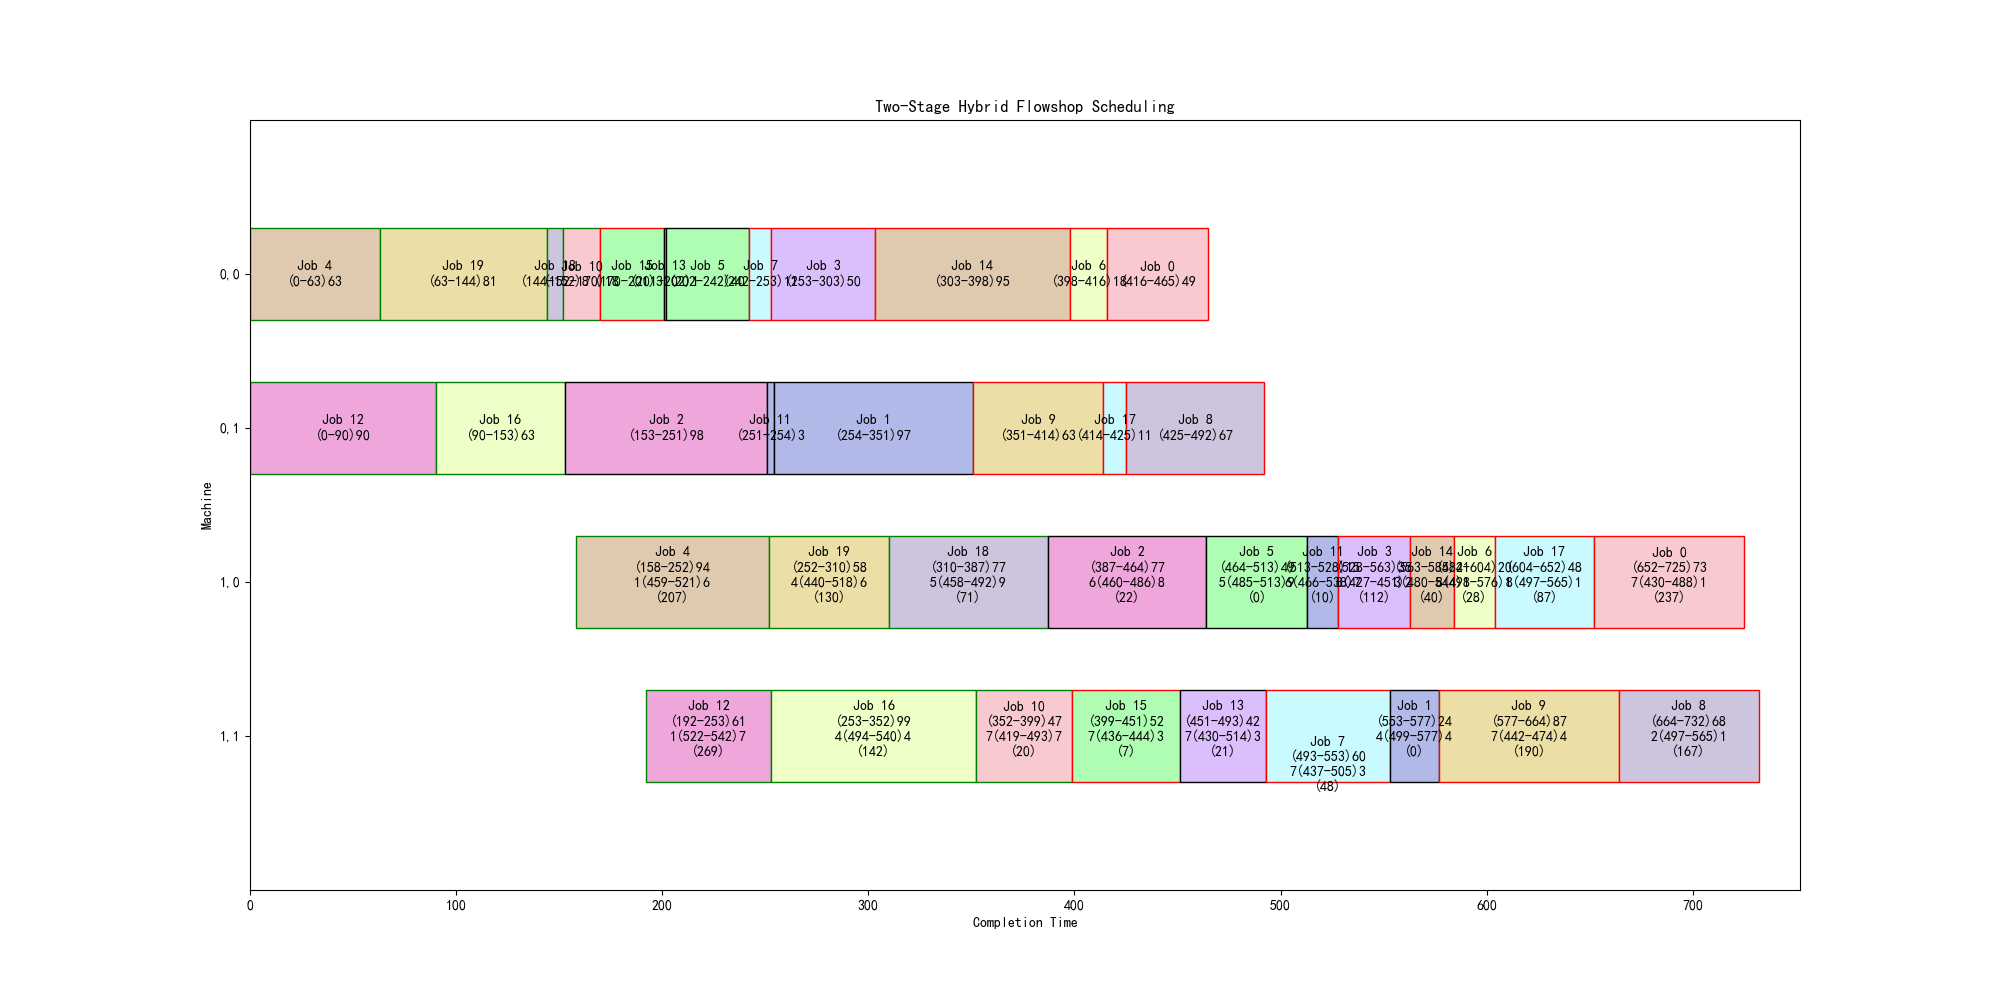 Two-Stage Hybrid Flowshop Scheduling
Machine
0,0
Job 4
(0-63)63
Job 19
(63-144)81
Job 18
(144-152)8
Job 10
(152-170)18
Job 15
(170-201)31
Job 13
(201-202)1
Job 5
(202-242)40
Job 7
(242-253)11
Job 3
(253-303)50
Job 14
(303-398)95
Job 6
(398-416)18
Job 0
(416-465)49
0,1
Job 12
(0-90)90
Job 16
(90-153)63
Job 2
(153-251)98
Job 11
(251-254)3
Job 1
(254-351)97
Job 9
(351-414)63
Job 17
(414-425)11
Job 8
(425-492)67
1,0
Job 4
(158-252)94
1(459-521)6
(207)
Job 19
(252-310)58
4(440-518)6
(130)
Job 18
(310-387)77
5(458-492)9
(71)
Job 2
(387-464)77
6(460-486)8
(22)
Job 5
(464-513)49
(0)
Job 11
(513-528)15
(10)
Job 3
(528-563)35
(112)
Job 14
(563-584)21
(40)
Job 6
(584-604)20
(28)
Job 17
(604-652)48
(87)
Job 0
(652-725)73
7(430-488)1
(237)
1,1
Job 12
(192-253)61
1(522-542)7
(269)
Job 16
(253-352)99
4(494-540)4
(142)
Job 10
(352-399)47
7(419-493)7
(20)
Job 15
(399-451)52
7(436-444)3
(7)
Job 13
(451-493)42
7(430-514)3
(21)
Job 7
(493-553)60
7(437-505)3
(48)
Job 1
(553-577)24
4(499-577)4
(0)
Job 9
(577-664)87
7(442-474)4
(190)
Job 8
(664-732)68
2(497-565)1
(167)
0 100 200 300 400 500 600 700
Completion Time